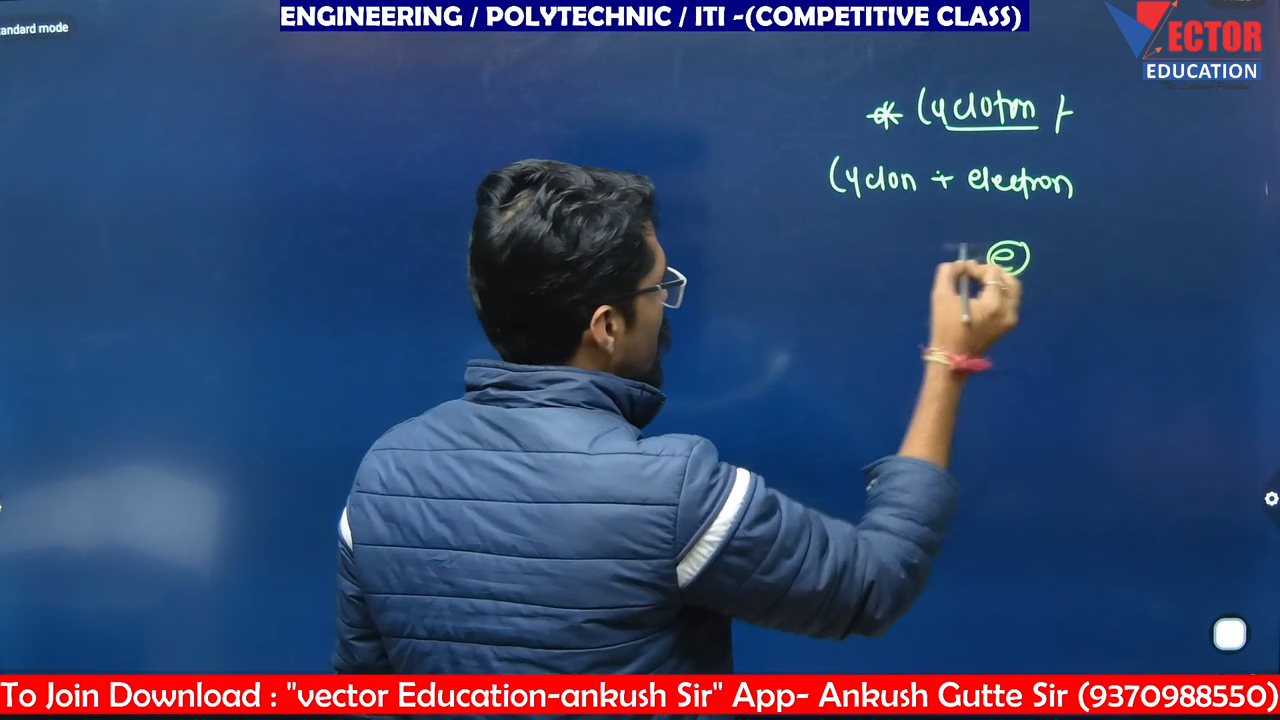 ENGINEERING / POLYTECHNIC / ITI -(COMPETITIVE CLASS)
andard mode
VECTOR
EDUCATION
* Cyclotron :-
Cyclon + electron
e
To Join Download : "vector Education-ankush Sir" App- Ankush Gutte Sir (9370988550)